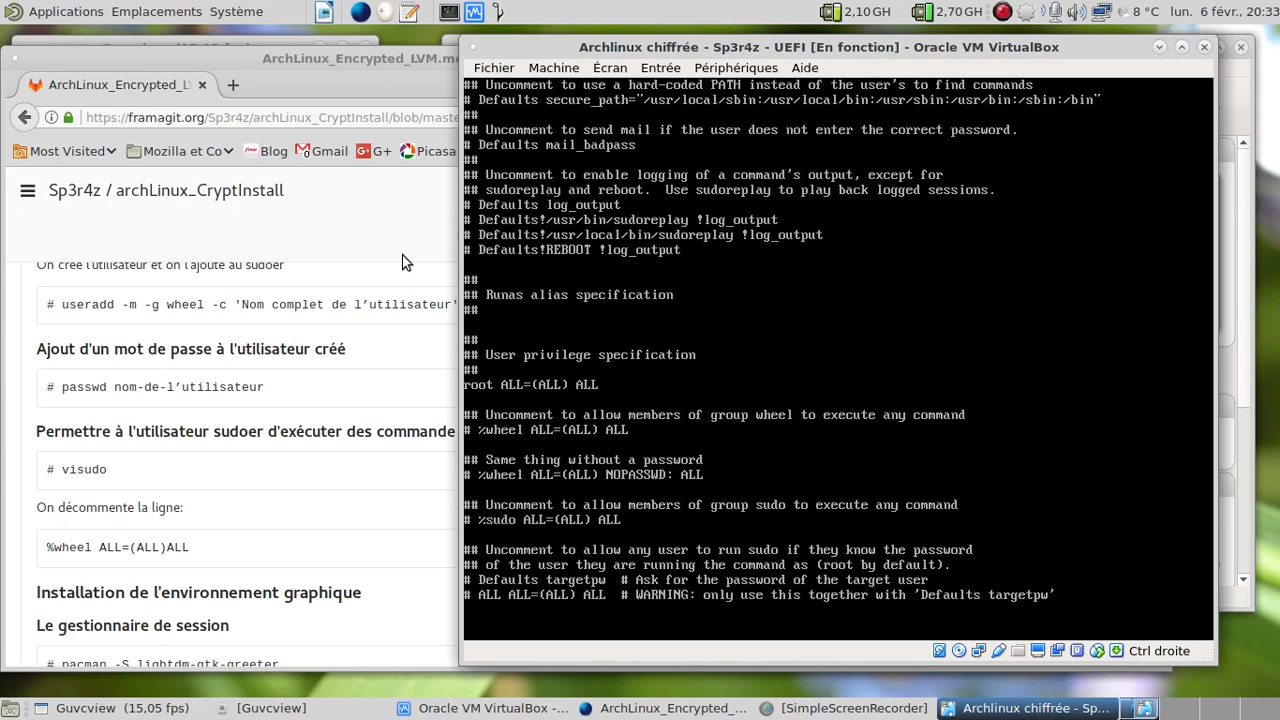 Applications Emplacements Système
2,10 GH
2,70 GH
8 °C lun. 6 févr., 20:33
ArchLinux_Encrypted_LVM.m
ArchLinux_Encrypted_L
https://framagit.org/Sp3r4z/archLinux_CryptInstall/blob/maste
Most Visited
Mozilla et Co
Blog
Gmail
G+
Picasa
Sp3r4z / archLinux_CryptInstall
On crée l'utilisateur et on l'ajoute au sudoer
# useradd -m -g wheel -c 'Nom complet de l’utilisateur'
Ajout d'un mot de passe à l'utilisateur créé
# passwd nom-de-l’utilisateur
Permettre à l'utilisateur sudoer d'exécuter des commande
# visudo
On décommente la ligne:
%wheel ALL=(ALL)ALL
Installation de l'environnement graphique
Le gestionnaire de session
# pacman -S lightdm-gtk-greeter
Archlinux chiffrée - Sp3r4z - UEFI [En fonction] - Oracle VM VirtualBox
Fichier Machine Écran Entrée Périphériques Aide
## Uncomment to use a hard-coded PATH instead of the user's to find commands
# Defaults secure_path="/usr/local/sbin:/usr/local/bin:/usr/sbin:/usr/bin:/sbin:/bin"
##
## Uncomment to send mail if the user does not enter the correct password.
# Defaults mail_badpass
##
## Uncomment to enable logging of a command's output, except for
## sudoreplay and reboot.  Use sudoreplay to play back logged sessions.
# Defaults log_output
# Defaults!/usr/bin/sudoreplay !log_output
# Defaults!/usr/local/bin/sudoreplay !log_output
# Defaults!REBOOT !log_output
##
## Runas alias specification
##
##
## User privilege specification
##
root ALL=(ALL) ALL
## Uncomment to allow members of group wheel to execute any command
# %wheel ALL=(ALL) ALL
## Same thing without a password
# %wheel ALL=(ALL) NOPASSWD: ALL
## Uncomment to allow members of group sudo to execute any command
# %sudo ALL=(ALL) ALL
## Uncomment to allow any user to run sudo if they know the password
## of the user they are running the command as (root by default).
# Defaults targetpw  # Ask for the password of the target user
# ALL ALL=(ALL) ALL  # WARNING: only use this together with 'Defaults targetpw'
Ctrl droite
Guvcview (15,05 fps)
[Guvcview]
Oracle VM VirtualBox -...
ArchLinux_Encrypted_...
[SimpleScreenRecorder]
Archlinux chiffrée - Sp...